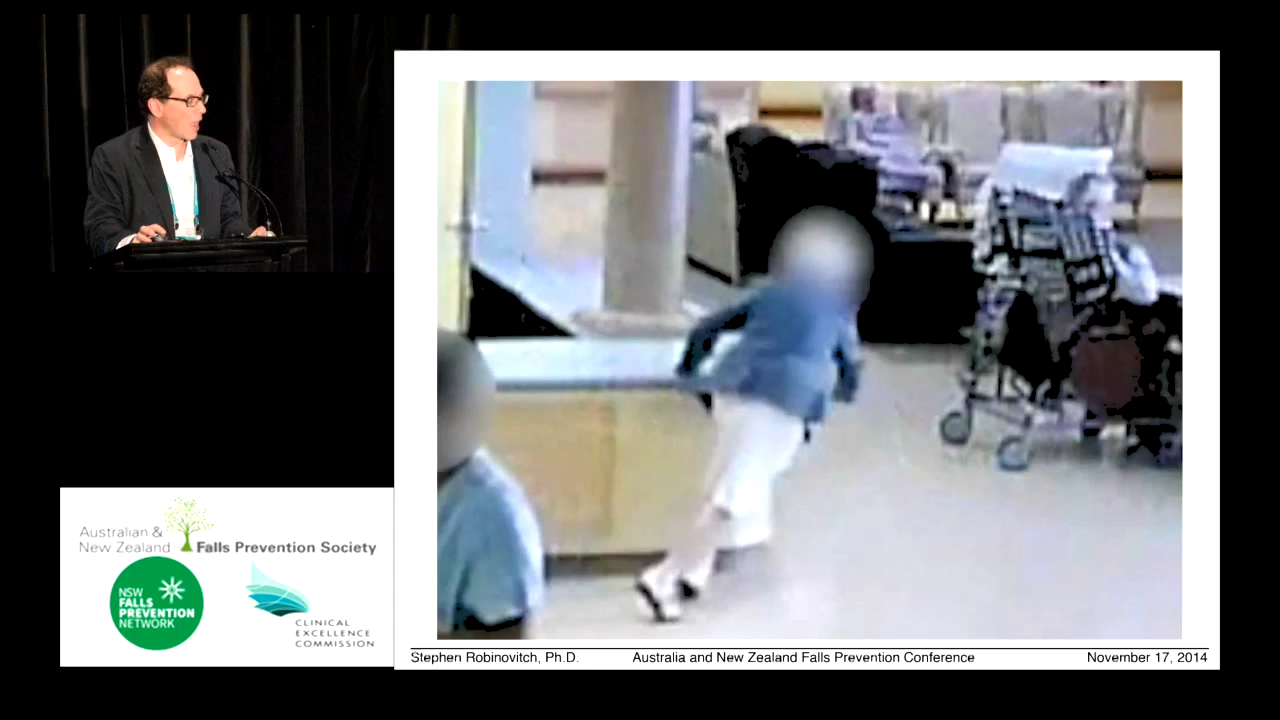 Australian &
New Zealand Falls Prevention Society
NSW
FALLS
PREVENTION
NETWORK
CLINICAL
EXCELLENCE
COMMISSION
Stephen Robinovitch, Ph.D. Australia and New Zealand Falls Prevention Conference November 17, 2014